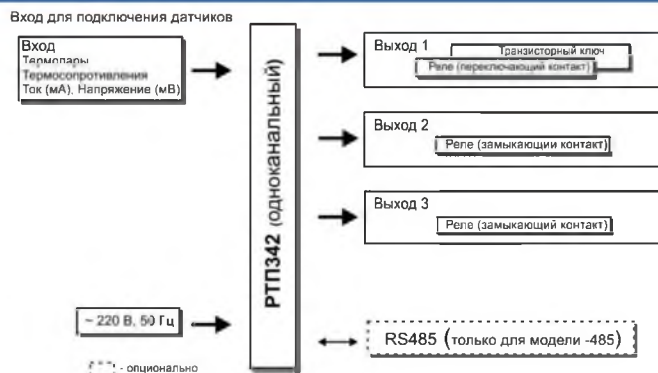 Вход для подключения датчиков
Вход
Термопары
Термосопротивления
Ток (мА), Напряжение (мВ)
~ 220 В, 50 Гц
- опционально
РТП342 (одноканальный)
Выход 1
Транзисторный ключ
Реле (переключающий контакт)
Выход 2
Реле (замыкающий контакт)
Выход 3
Реле (замыкающий контакт)
RS485 (только для модели -485)